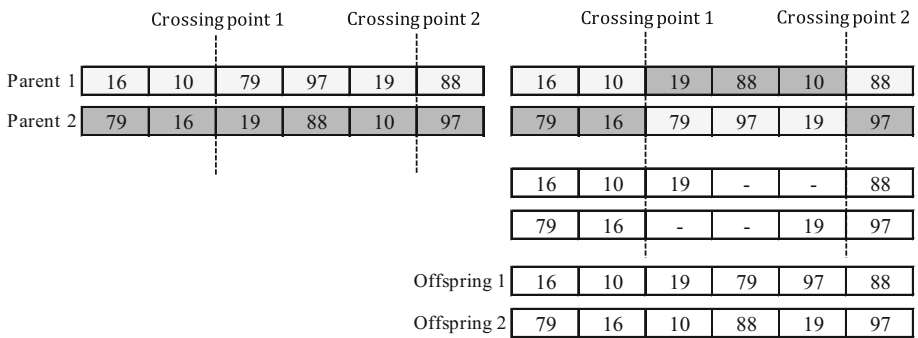 Crossing point 1 Crossing point 2 Crossing point 1 Crossing point 2
Parent 1 16 10 79 97 19 88 16 10 19 88 10 88
Parent 2 79 16 19 88 10 97 79 16 79 97 19 97
16 10 19 - - 88
79 16 - - 19 97
Offspring 1 16 10 19 79 97 88
Offspring 2 79 16 10 88 19 97